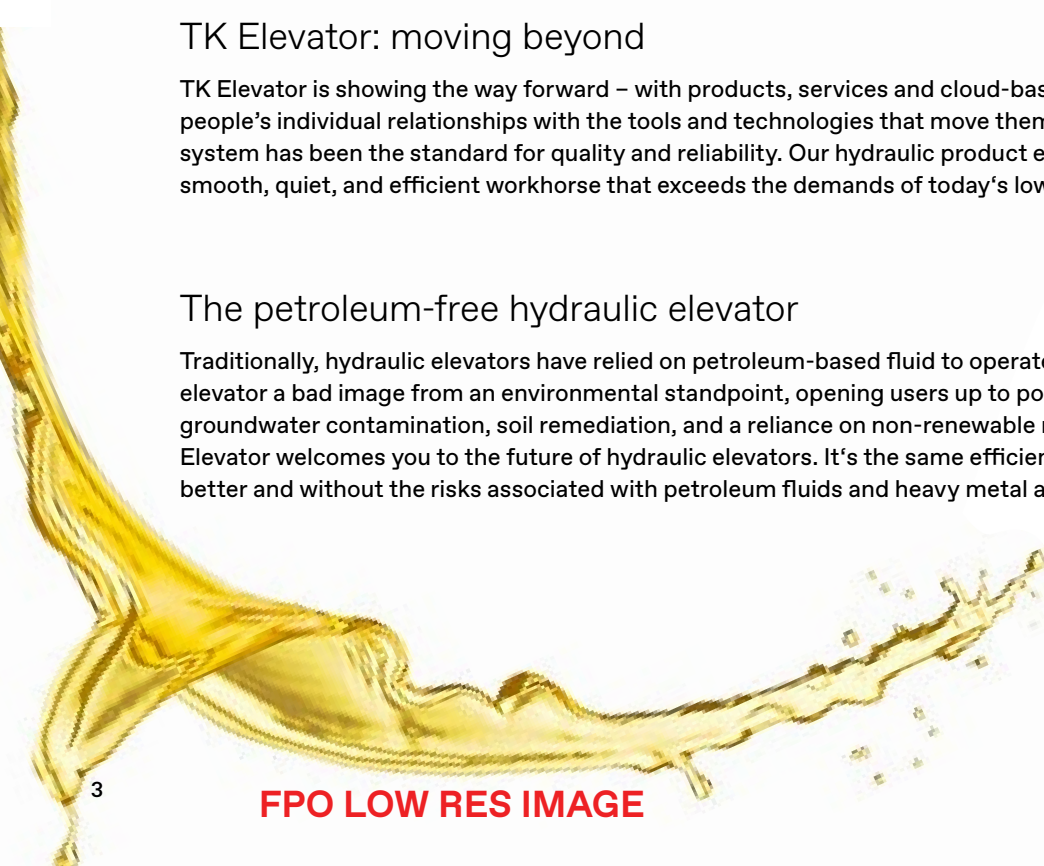 TK Elevator: moving beyond
TK Elevator is showing the way forward – with products, services and cloud-bas
people’s individual relationships with the tools and technologies that move them
system has been the standard for quality and reliability. Our hydraulic product e
smooth, quiet, and efficient workhorse that exceeds the demands of today‘s low
The petroleum-free hydraulic elevator
Traditionally, hydraulic elevators have relied on petroleum-based fluid to operate
elevator a bad image from an environmental standpoint, opening users up to po
groundwater contamination, soil remediation, and a reliance on non-renewable r
Elevator welcomes you to the future of hydraulic elevators. It‘s the same efficien
better and without the risks associated with petroleum fluids and heavy metal a
3
FPO LOW RES IMAGE